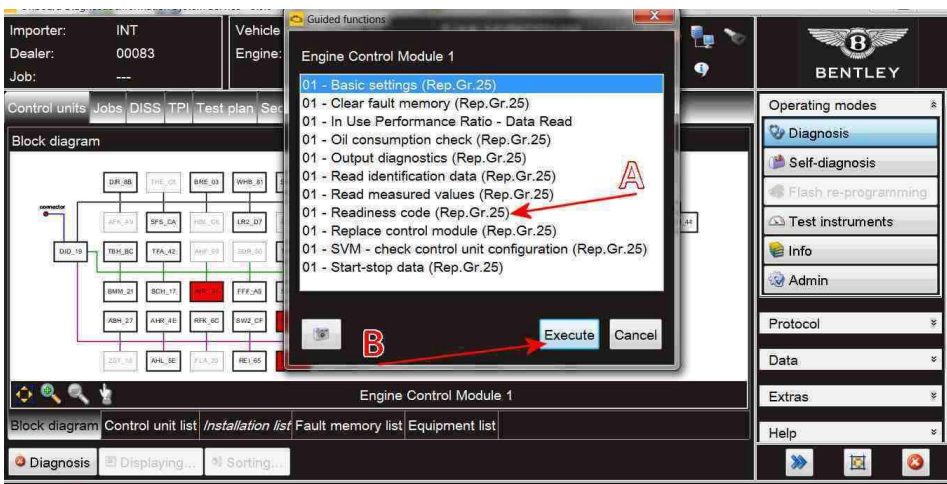 Importer: INT
Dealer: 00083
Job: ---
Vehicle
Engine:
Guided functions
X
Engine Control Module 1
01 - Basic settings (Rep.Gr.25)
01 - Clear fault memory (Rep.Gr.25)
01 - In Use Performance Ratio - Data Read
01 - Oil consumption check (Rep.Gr.25)
01 - Output diagnostics (Rep.Gr.25)
01 - Read identification data (Rep.Gr.25)
01 - Read measured values (Rep.Gr.25)
01 - Readiness code (Rep.Gr.25)
01 - Replace control module (Rep.Gr.25)
01 - SVM - check control unit configuration (Rep.Gr.25)
01 - Start-stop data (Rep.Gr.25)
A
B
Execute Cancel
B
BENTLEY
Control units Jobs DISS TPI Test plan
Block diagram
DIR_8B BRE_03 WHB_81
connector
SFS_CA LR2_D7
DID_19 TBH_BC TFA_42
BMM_21 SCH_17 FFF_A5
ABH_27 AHR_4E RFK_6C SW2_CF
AHL_5E REI_65
Engine Control Module 1
Block diagram Control unit list Installation list Fault memory list Equipment list
Diagnosis Displaying... Sorting...
Operating modes
Diagnosis
Self-diagnosis
Flash re-programming
Test instruments
Info
Admin
Protocol
Data
Extras
Help